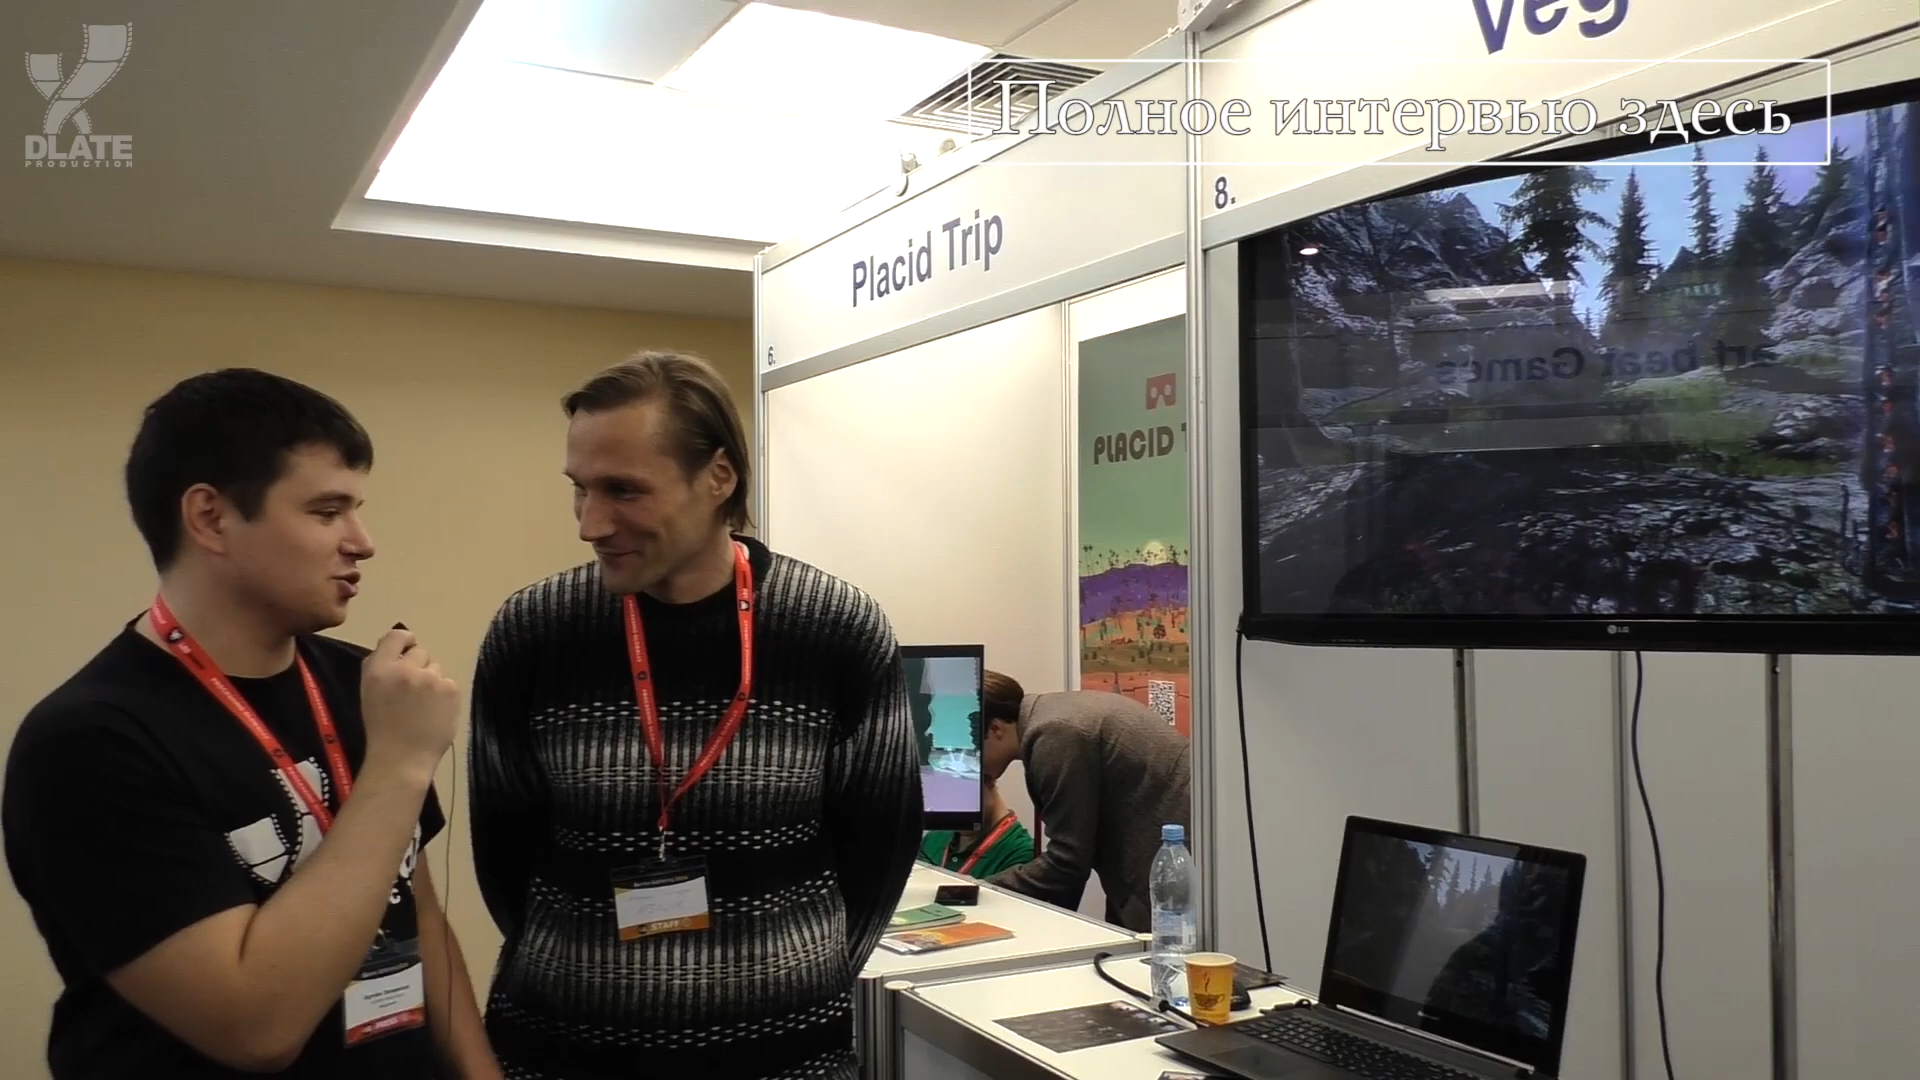 DLATE
PRODUCTION
Полное интервью здесь
Veg
8.
Placid Trip
6.
PLACID T
art beat Games
LG
STAFF